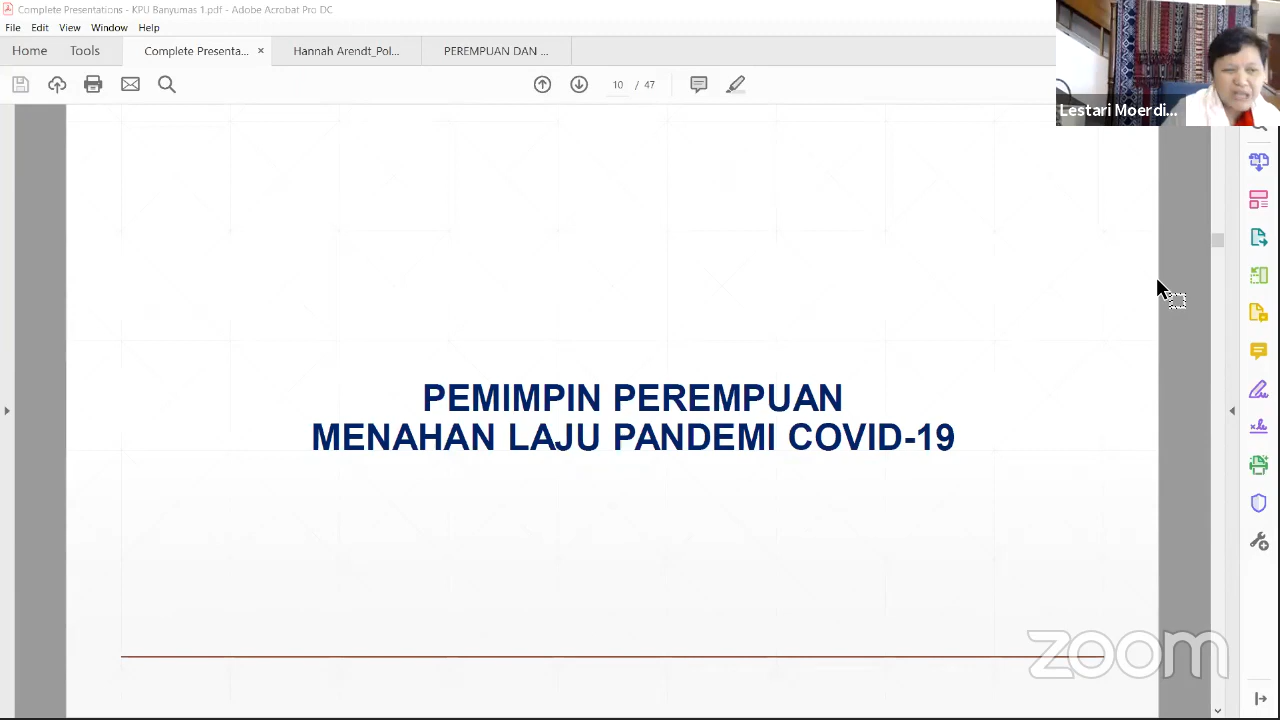 Complete Presentations - KPU Banyumas 1.pdf - Adobe Acrobat Pro DC
File Edit View Window Help
Home Tools Complete Presenta... × Hannah Arendt_Pol... PEREMPUAN DAN ...
10 / 47
Lestari Moerdi...
PEMIMPIN PEREMPUAN
MENAHAN LAJU PANDEMI COVID-19
zoom